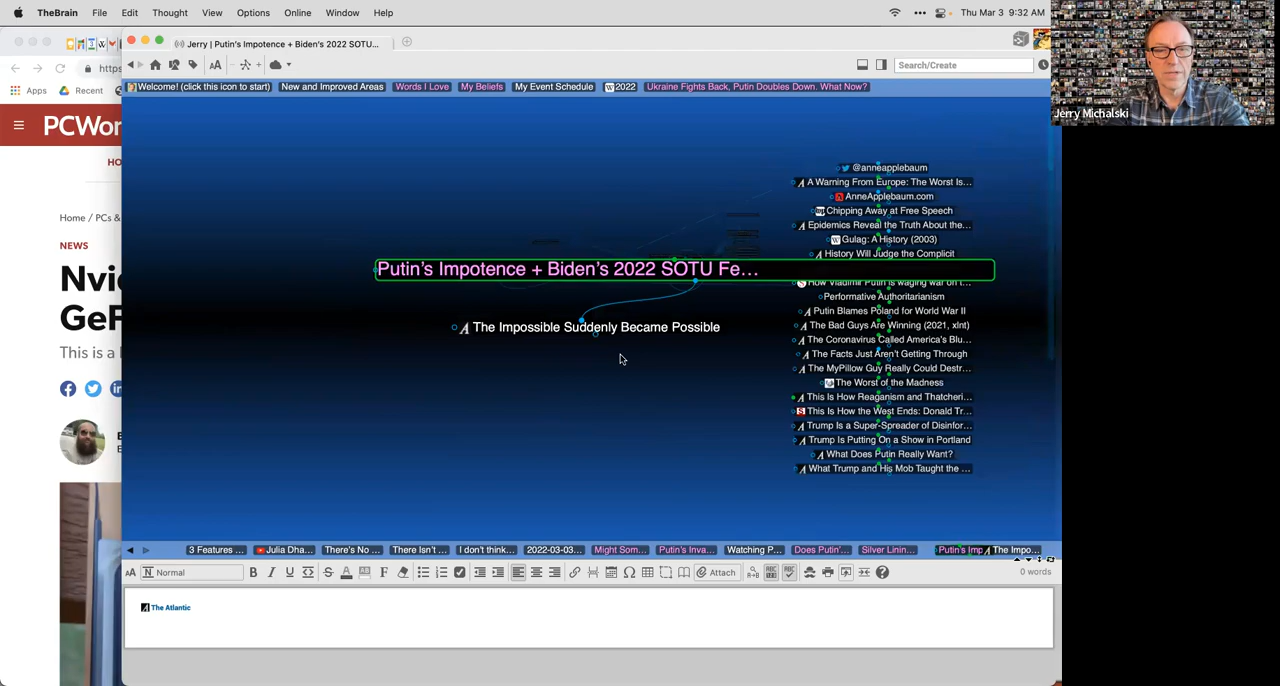 TheBrain File Edit Thought View Options Online Window Help Thu Mar 3 9:32 AM
Jerry | Putin's Impotence + Biden's 2022 SOTU...
AA
Search/Create
Welcome! (click this icon to start) New and Improved Areas Words I Love My Beliefs My Event Schedule 2022 Ukraine Fights Back, Putin Doubles Down. What Now?
https
Apps Recent
PCWor
HO
Home / PCs &
NEWS
Nvic
GeF
This is a
Jerry Michalski
@anneapplebaum
A Warning From Europe: The Worst Is...
AnneApplebaum.com
Chipping Away at Free Speech
Epidemics Reveal the Truth About the...
Gulag: A History (2003)
History Will Judge the Complicit
Putin's Impotence + Biden's 2022 SOTU Fe...
How Vladimir Putin is waging war on t...
Performative Authoritarianism
Putin Blames Poland for World War II
The Bad Guys Are Winning (2021, xlnt)
The Impossible Suddenly Became Possible
The Coronavirus Called America's Blu...
The Facts Just Aren't Getting Through
The MyPillow Guy Really Could Destr...
The Worst of the Madness
This Is How Reaganism and Thatcheri...
This Is How the West Ends: Donald Tr...
Trump Is a Super-Spreader of Disinfor...
Trump Is Putting On a Show in Portland
What Does Putin Really Want?
What Trump and His Mob Taught the ...
3 Features ... Julia Dha... There's No ... There Isn't ... I don't think... 2022-03-03... Might Som... Putin's Inva... Watching P... Does Putin'... Silver Linin... Putin's Imp The Impo...
AA N Normal B I U S A F Attach 0 words
The Atlantic